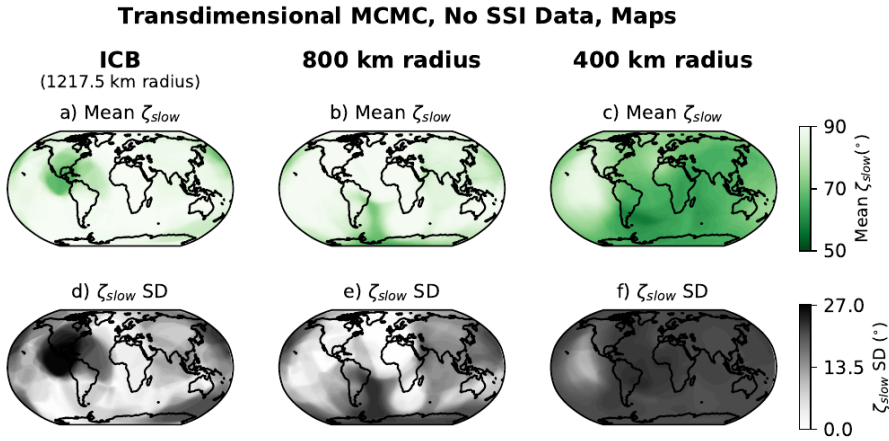 Transdimensional MCMC, No SSI Data, Maps
ICB
(1217.5 km radius)
800 km radius
400 km radius
a) Mean ζslow
b) Mean ζslow
c) Mean ζslow
90
70
50
Mean ζslow(°)
d) ζslow SD
e) ζslow SD
f) ζslow SD
27.0
13.5
0.0
ζslow SD (°)